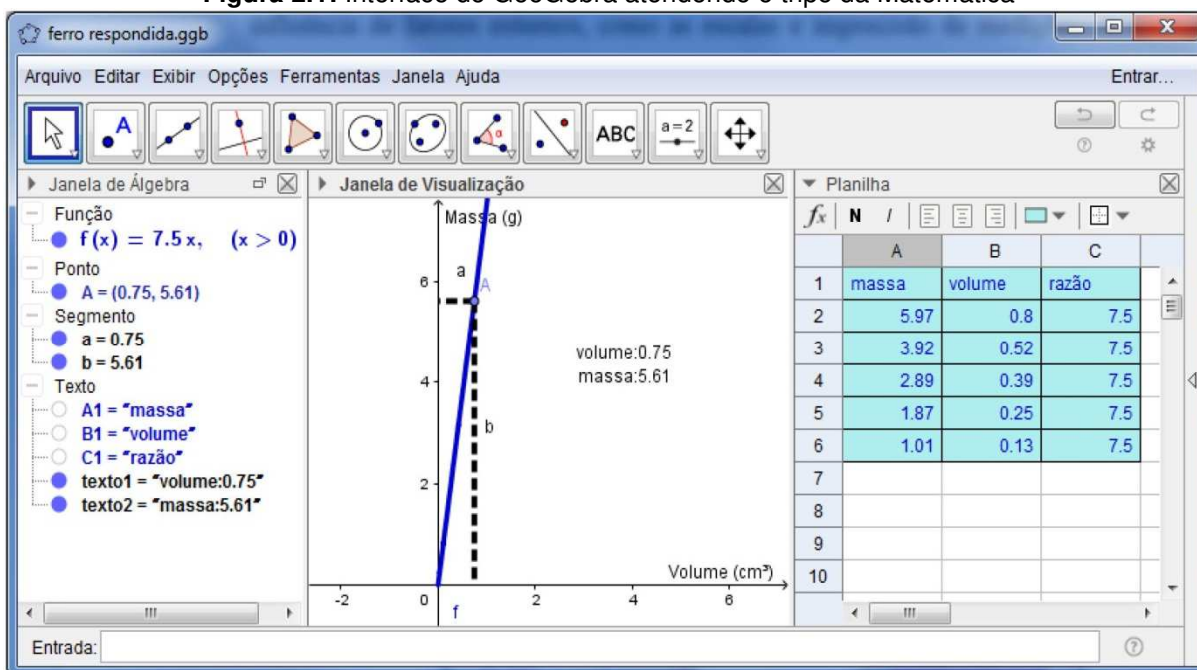 Figura 2.1: Interface do GeoGebra atendendo o tripé da Matemática
ferro respondida.ggb
Arquivo Editar Exibir Opções Ferramentas Janela Ajuda
Entrar...
A
α
ABC
a=2
Janela de Álgebra
Função
f(x) = 7.5 x, (x > 0)
Ponto
A = (0.75, 5.61)
Segmento
a = 0.75
b = 5.61
Texto
A1 = "massa"
B1 = "volume"
C1 = "razão"
texto1 = "volume:0.75"
texto2 = "massa:5.61"
Janela de Visualização
Massa (g)
6
a
A
volume:0.75
massa:5.61
4
b
2
Volume (cm³)
-2 0 2 4 6
f
Planilha
fx N I
A B C
1 massa volume razão
2 5.97 0.8 7.5
3 3.92 0.52 7.5
4 2.89 0.39 7.5
5 1.87 0.25 7.5
6 1.01 0.13 7.5
7
8
9
10
Entrada: